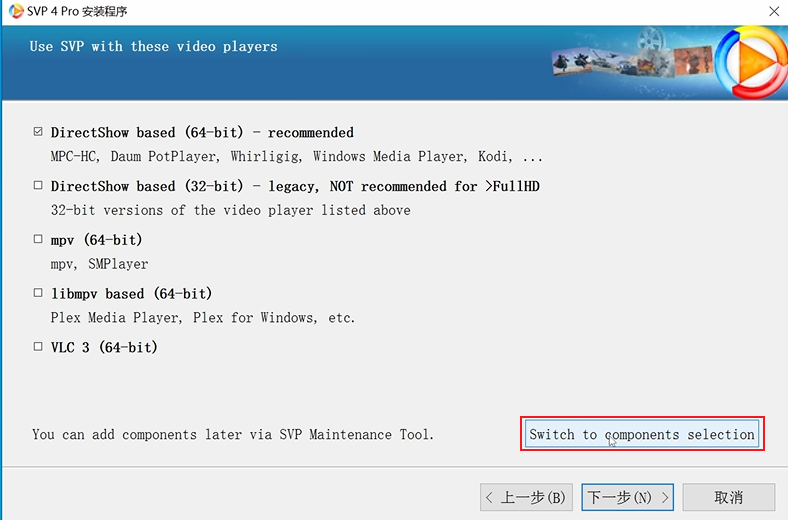 SVP 4 Pro 安装程序
Use SVP with these video players
DirectShow based (64-bit) - recommended
MPC-HC, Daum PotPlayer, Whirligig, Windows Media Player, Kodi, ...
DirectShow based (32-bit) - legacy, NOT recommended for >FullHD
32-bit versions of the video player listed above
mpv (64-bit)
mpv, SMPlayer
libmpv based (64-bit)
Plex Media Player, Plex for Windows, etc.
VLC 3 (64-bit)
You can add components later via SVP Maintenance Tool.
Switch to components selection
< 上一步(B)
下一步(N) >
取消